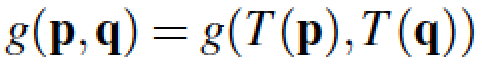 g(p,q) = g(T(p),T(q))